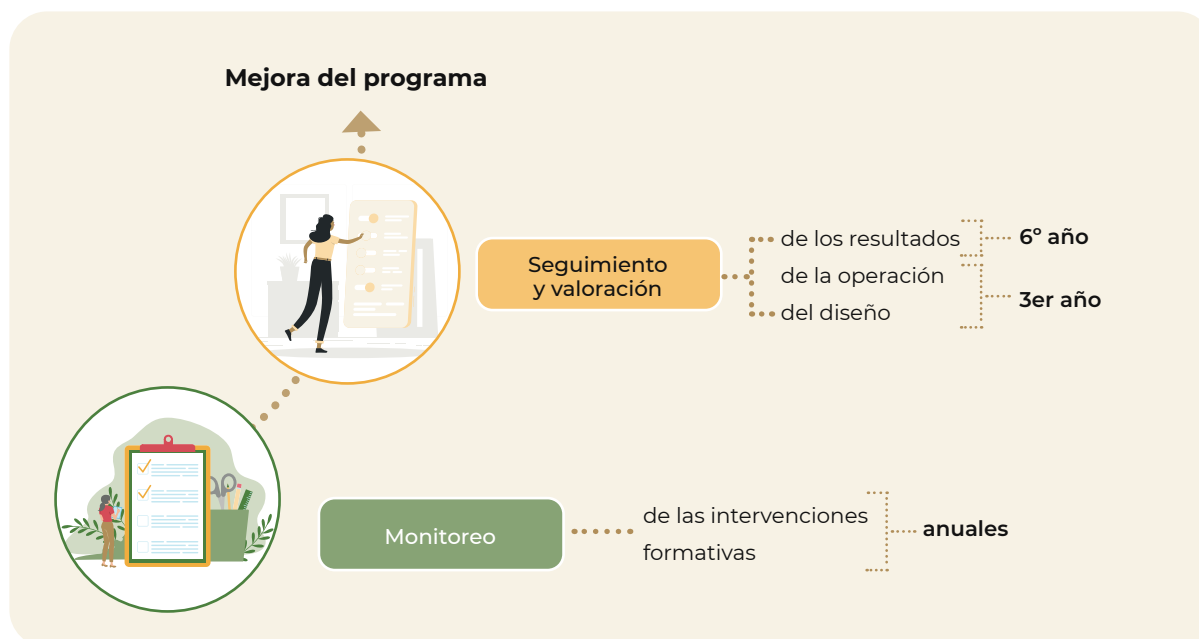 Mejora del programa
Seguimiento
y valoración
de los resultados
de la operación
del diseño
6º año
3er año
Monitoreo
de las intervenciones
formativas
anuales